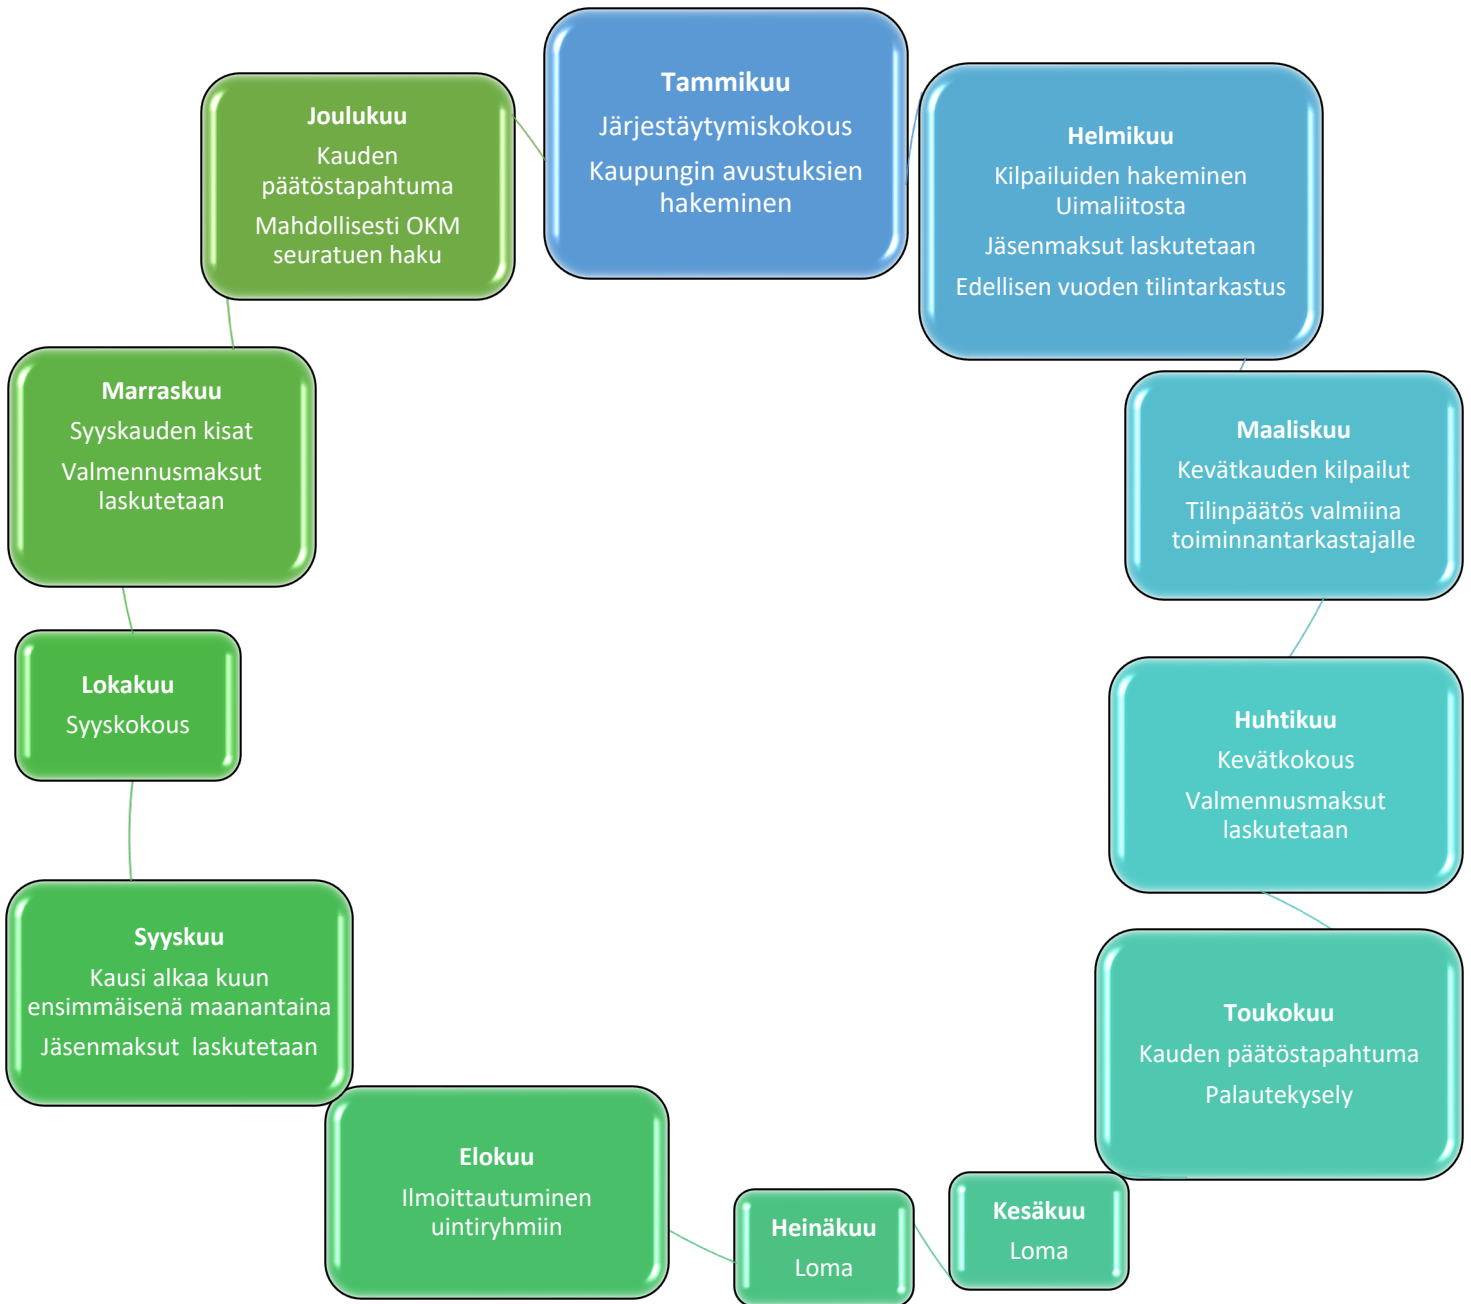 Tammikuu
Järjestäytymiskokous
Kaupungin avustuksien
hakeminen
Helmikuu
Kilpailuiden hakeminen
Uimaliitosta
Jäsenmaksut laskutetaan
Edellisen vuoden tilintarkastus
Maaliskuu
Kevätkauden kilpailut
Tilinpäätös valmiina
toiminnantarkastajalle
Huhtikuu
Kevätkokous
Valmennusmaksut
laskutetaan
Toukokuu
Kauden päätöstapahtuma
Palautekysely
Kesäkuu
Loma
Heinäkuu
Loma
Elokuu
Ilmoittautuminen
uintiryhmiin
Syyskuu
Kausi alkaa kuun
ensimmäisenä maanantaina
Jäsenmaksut  laskutetaan
Lokakuu
Syyskokous
Marraskuu
Syyskauden kisat
Valmennusmaksut
laskutetaan
Joulukuu
Kauden
päätöstapahtuma
Mahdollisesti OKM
seuratuen haku